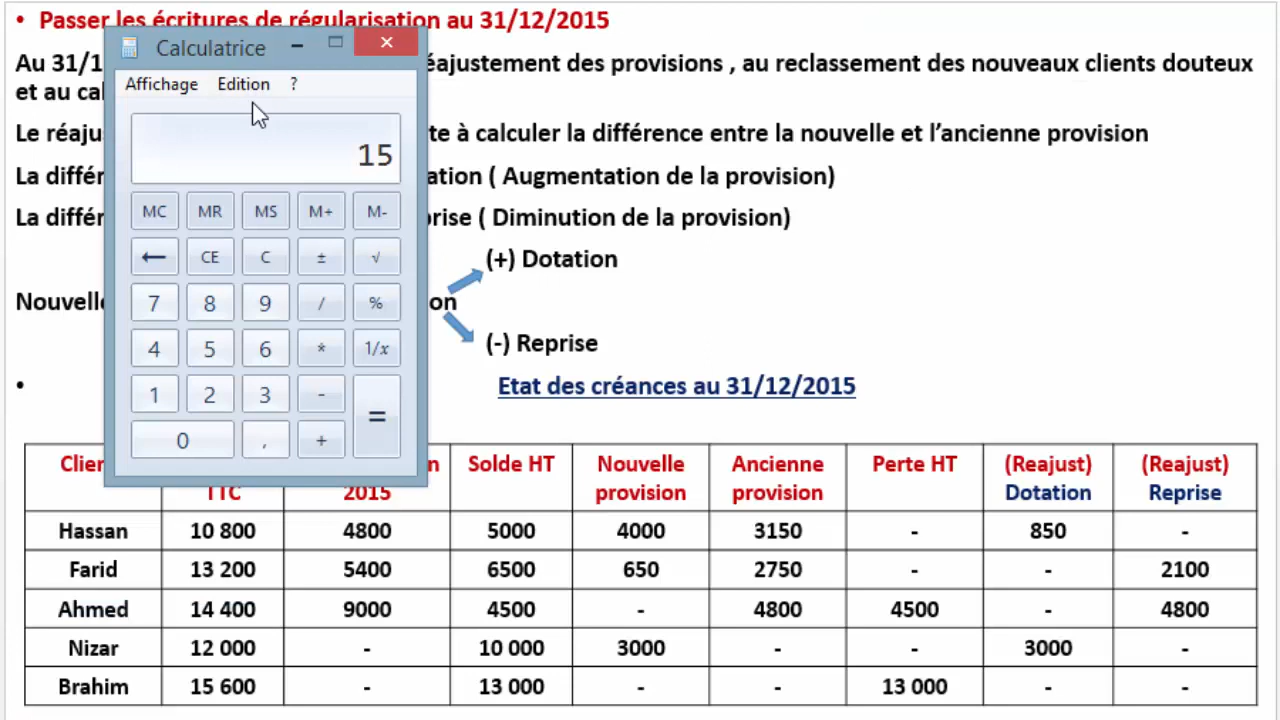 • Passer les écritures de régularisation au 31/12/2015
Au 31/1 éajustement des provisions , au reclassement des nouveaux clients douteux
et au cal
Le réaju te à calculer la différence entre la nouvelle et l'ancienne provision
La différ ation ( Augmentation de la provision)
La différ prise ( Diminution de la provision)
(+) Dotation
Nouvelle on
(-) Reprise
• Etat des créances au 31/12/2015
Calculatrice
Affichage Edition ?
15
MC MR MS M+ M-
← CE C ± √
7 8 9 / %
4 5 6 * 1/x
1 2 3 - =
0 , +
Clien n Solde HT Nouvelle provision Ancienne provision Perte HT (Reajust) Dotation (Reajust) Reprise
TTC 2015
Hassan 10 800 4800 5000 4000 3150 - 850 -
Farid 13 200 5400 6500 650 2750 - - 2100
Ahmed 14 400 9000 4500 - 4800 4500 - 4800
Nizar 12 000 - 10 000 3000 - - 3000 -
Brahim 15 600 - 13 000 - - 13 000 - -